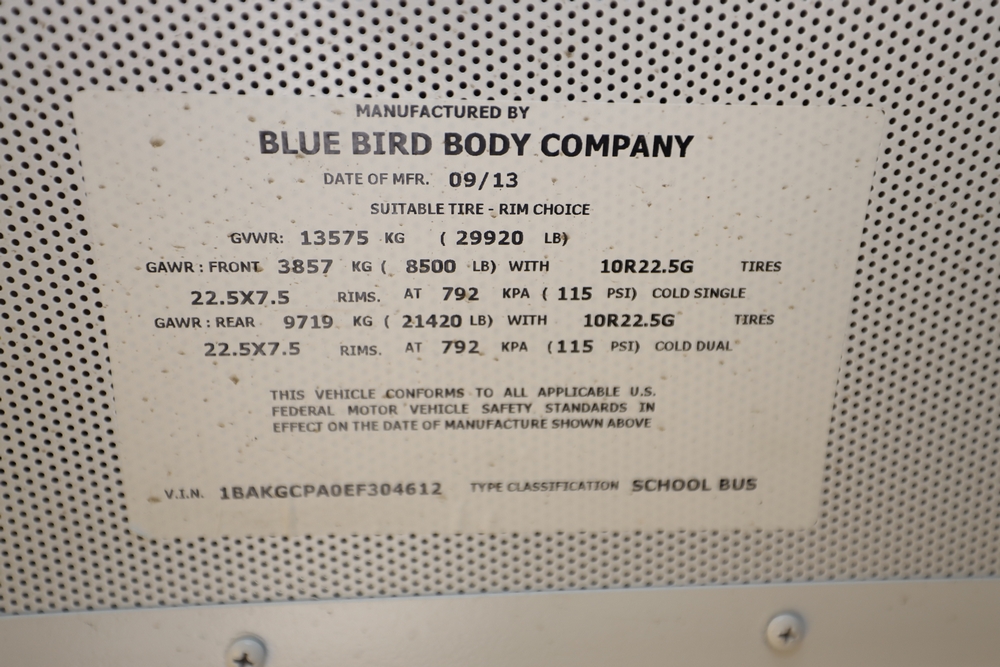 MANUFACTURED BY
BLUE BIRD BODY COMPANY
DATE OF MFR. 09/13
SUITABLE TIRE - RIM CHOICE
GVWR: 13575 KG ( 29920 LB)
GAWR : FRONT 3857 KG ( 8500 LB) WITH 10R22.5G TIRES
22.5X7.5 RIMS. AT 792 KPA ( 115 PSI) COLD SINGLE
GAWR : REAR 9719 KG ( 21420 LB) WITH 10R22.5G TIRES
22.5X7.5 RIMS. AT 792 KPA (115 PSI) COLD DUAL
THIS VEHICLE CONFORMS TO ALL APPLICABLE U.S.
FEDERAL MOTOR VEHICLE SAFETY STANDARDS IN
EFFECT ON THE DATE OF MANUFACTURE SHOWN ABOVE
V.I.N. 1BAKGCPA0EF304612 TYPE CLASSIFICATION SCHOOL BUS